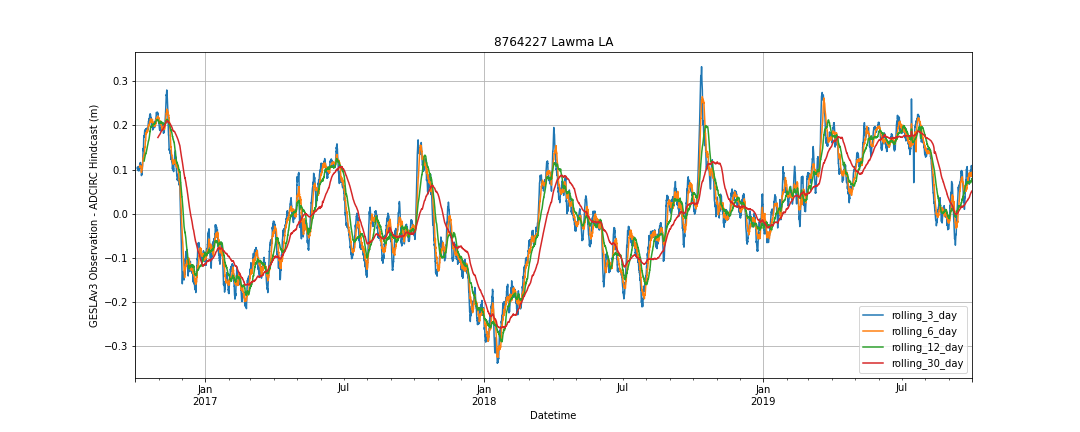 8764227 Lawma LA
GESLAv3 Observation - ADCIRC Hindcast (m)
0.3
0.2
0.1
0.0
−0.1
−0.2
−0.3
rolling_3_day
rolling_6_day
rolling_12_day
rolling_30_day
Jan
2017
Jul
Jan
2018
Jul
Jan
2019
Jul
Datetime